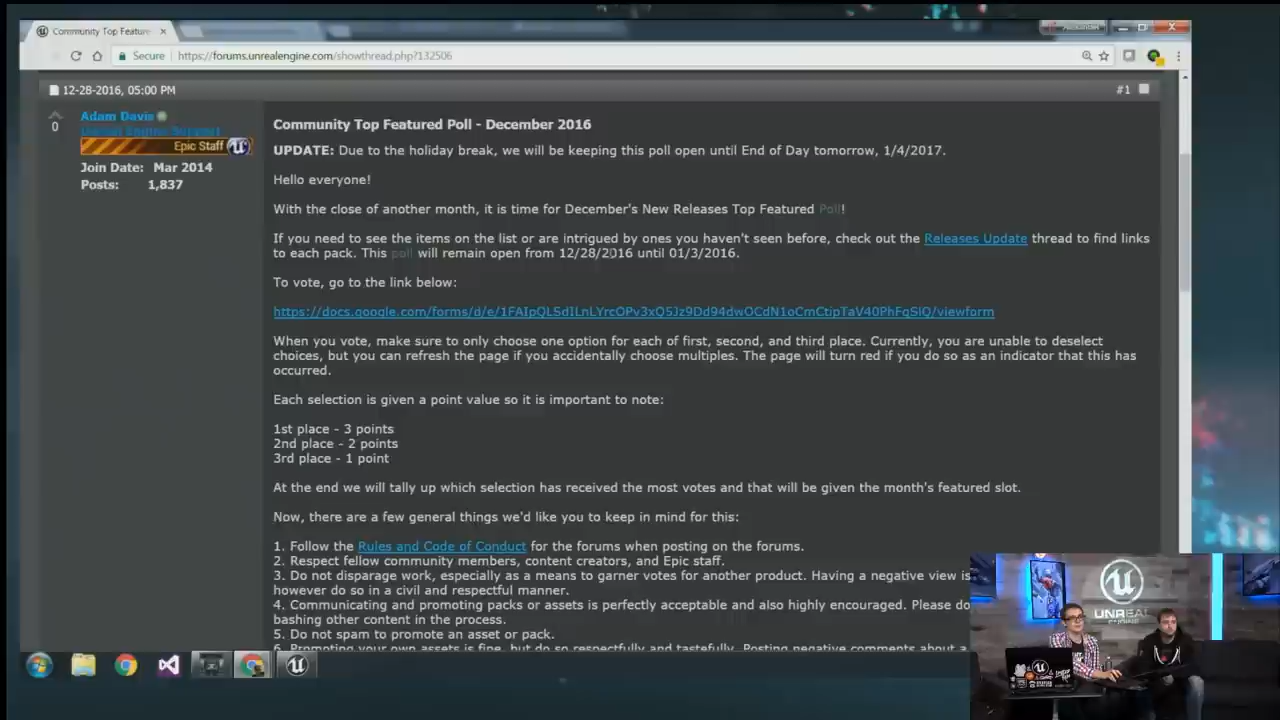 Community Top Feature
Secure https://forums.unrealengine.com/showthread.php?132506
12-28-2016, 05:00 PM #1
0
Adam Davis
Unreal Engine Support
Epic Staff
Join Date: Mar 2014
Posts: 1,837
Community Top Featured Poll - December 2016
UPDATE: Due to the holiday break, we will be keeping this poll open until End of Day tomorrow, 1/4/2017.
Hello everyone!
With the close of another month, it is time for December's New Releases Top Featured Poll!
If you need to see the items on the list or are intrigued by ones you haven't seen before, check out the Releases Update thread to find links
to each pack. This poll will remain open from 12/28/2016 until 01/3/2016.
To vote, go to the link below:
https://docs.google.com/forms/d/e/1FAIpQLSdILnLYrcOPv3xQ5Jz9Dd94dwOCdN1oCmCtipTaV40PhFqSlQ/viewform
When you vote, make sure to only choose one option for each of first, second, and third place. Currently, you are unable to deselect
choices, but you can refresh the page if you accidentally choose multiples. The page will turn red if you do so as an indicator that this has
occurred.
Each selection is given a point value so it is important to note:
1st place - 3 points
2nd place - 2 points
3rd place - 1 point
At the end we will tally up which selection has received the most votes and that will be given the month's featured slot.
Now, there are a few general things we'd like you to keep in mind for this:
1. Follow the Rules and Code of Conduct for the forums when posting on the forums.
2. Respect fellow community members, content creators, and Epic staff.
3. Do not disparage work, especially as a means to garner votes for another product. Having a negative view is
however do so in a civil and respectful manner.
4. Communicating and promoting packs or assets is perfectly acceptable and also highly encouraged. Please do
bashing other content in the process.
5. Do not spam to promote an asset or pack.
6. Promoting your own assets is fine, but do so respectfully and tastefully. Posting negative comments about a
UNREAL
ENGINE